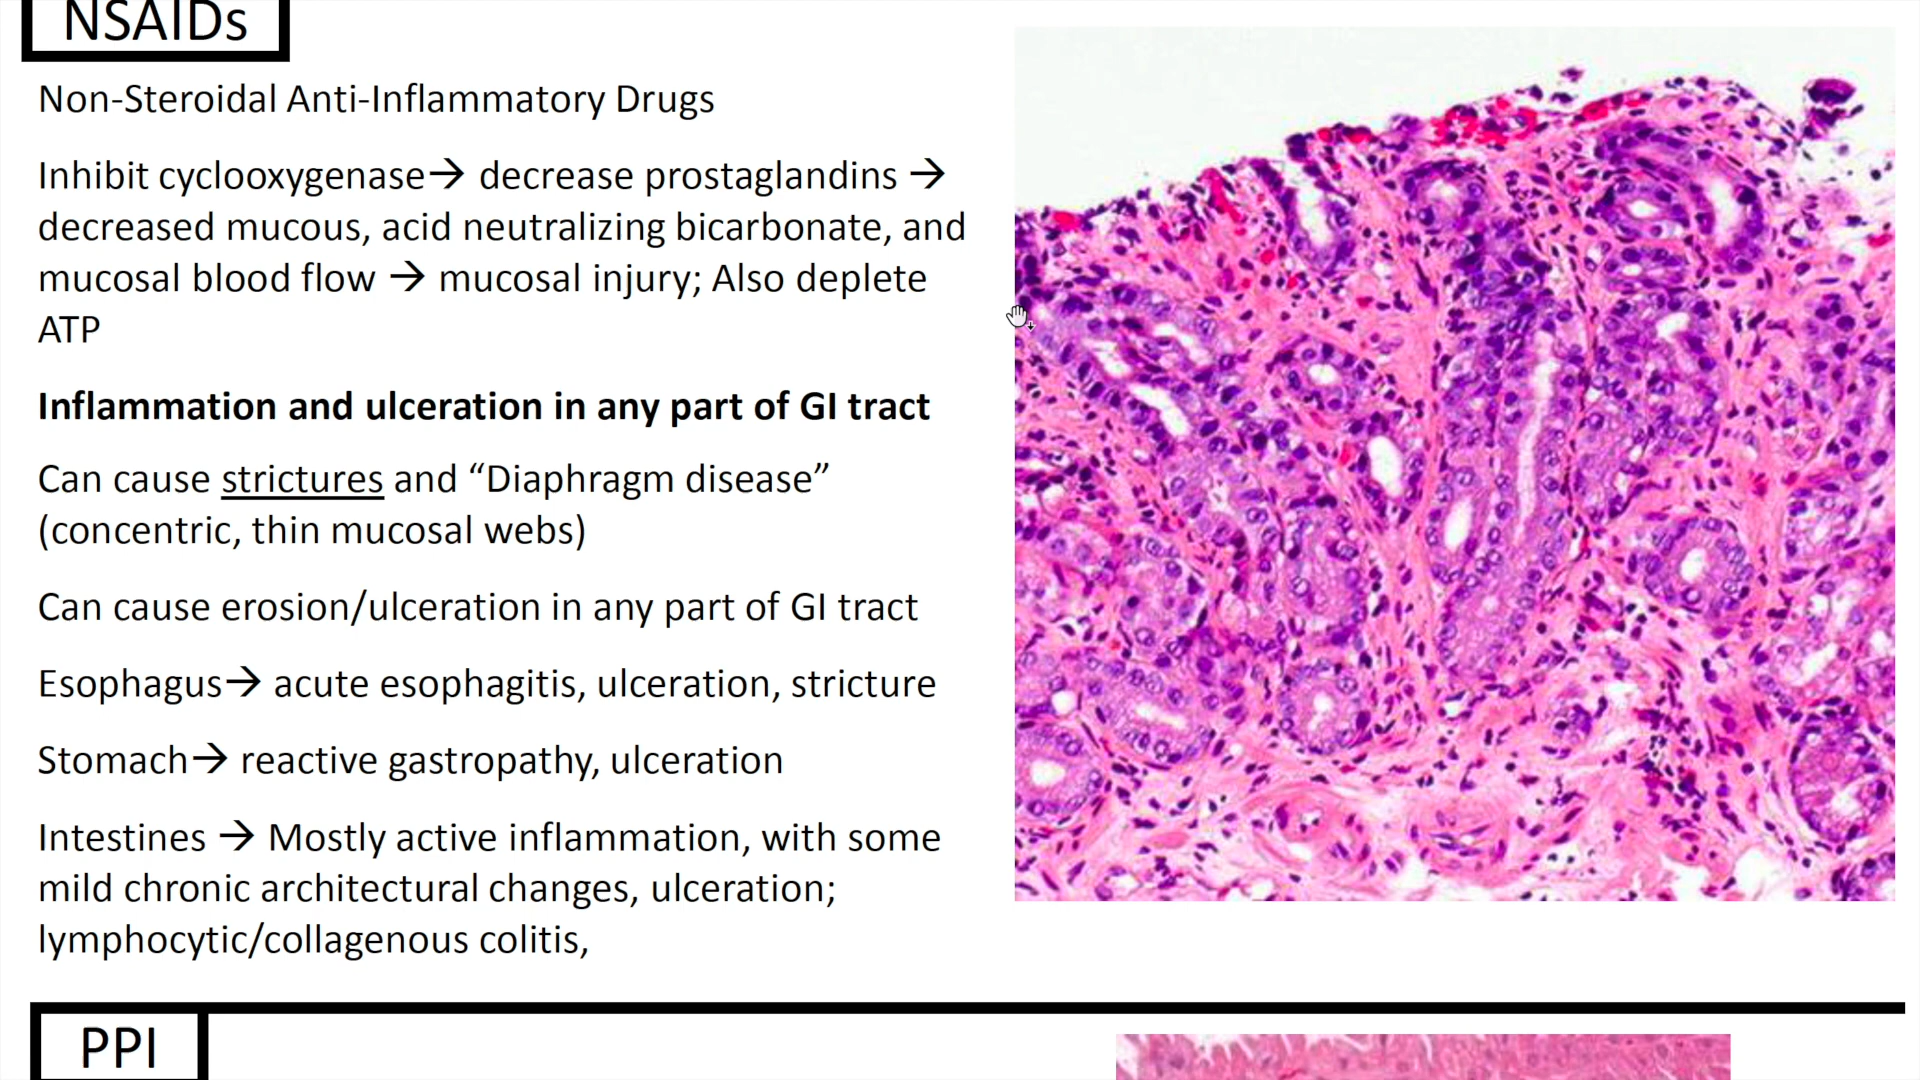 NSAIDs
Non-Steroidal Anti-Inflammatory Drugs
Inhibit cyclooxygenase→ decrease prostaglandins →
decreased mucous, acid neutralizing bicarbonate, and
mucosal blood flow → mucosal injury; Also deplete
ATP
Inflammation and ulceration in any part of GI tract
Can cause strictures and “Diaphragm disease”
(concentric, thin mucosal webs)
Can cause erosion/ulceration in any part of GI tract
Esophagus→ acute esophagitis, ulceration, stricture
Stomach→ reactive gastropathy, ulceration
Intestines → Mostly active inflammation, with some
mild chronic architectural changes, ulceration;
lymphocytic/collagenous colitis,
PPI